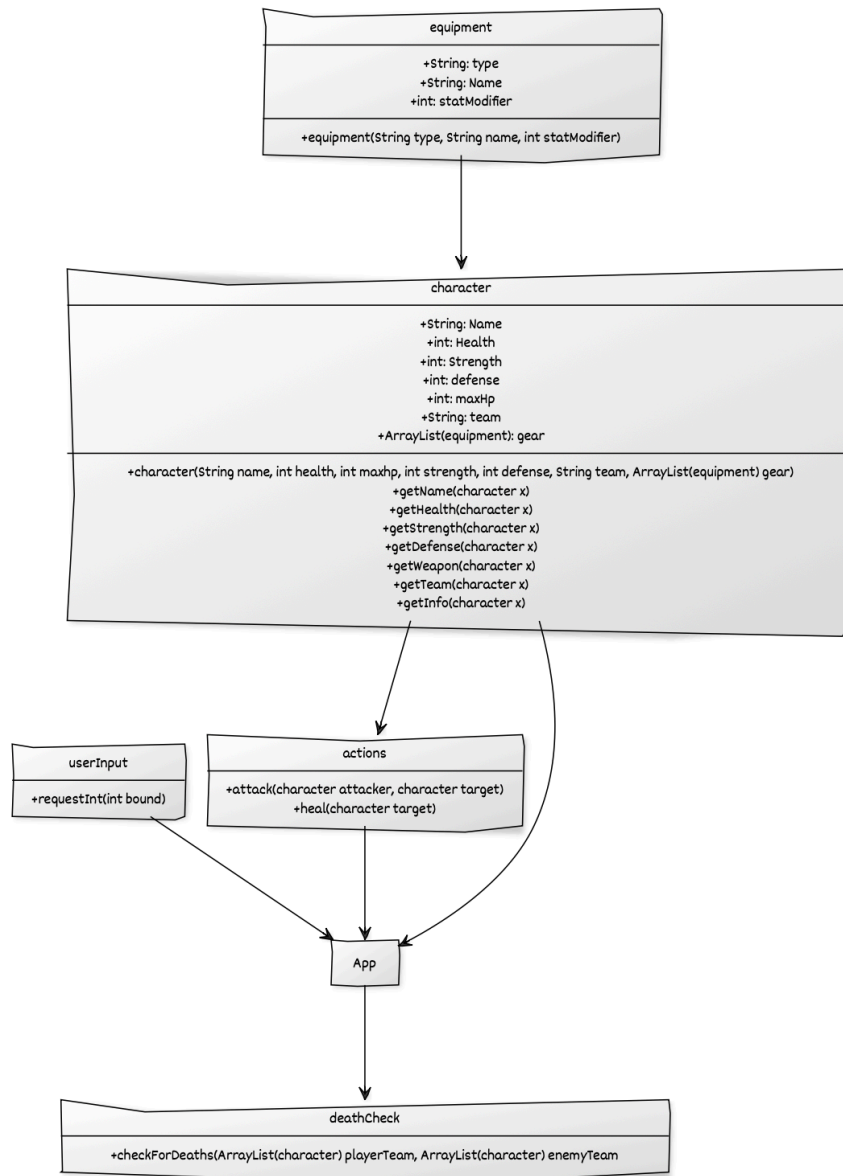 equipment
+String: type
+String: Name
+int: statModifier
+equipment(String type, String name, int statModifier)
character
+String: Name
+int: Health
+int: Strength
+int: defense
+int: maxHp
+String: team
+ArrayList(equipment): gear
+character(String name, int health, int maxhp, int strength, int defense, String team, ArrayList(equipment) gear)
+getName(character x)
+getHealth(character x)
+getStrength(character x)
+getDefense(character x)
+getWeapon(character x)
+getTeam(character x)
+getInfo(character x)
userInput
+requestInt(int bound)
actions
+attack(character attacker, character target)
+heal(character target)
App
deathCheck
+checkForDeaths(ArrayList(character) playerTeam, ArrayList(character) enemyTeam